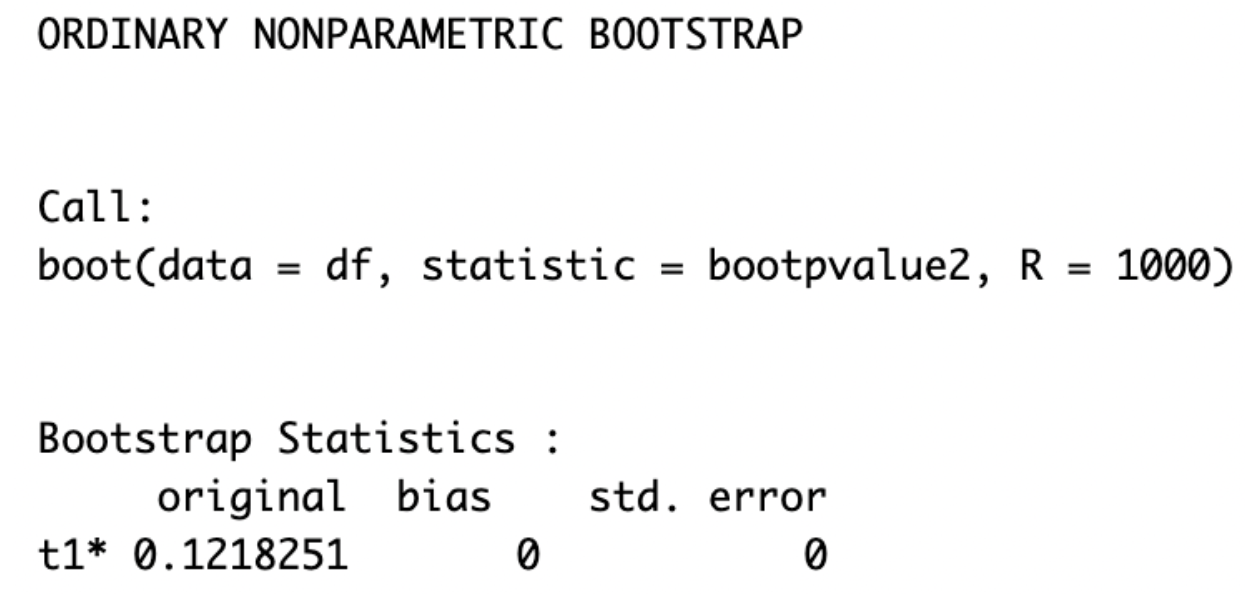 ORDINARY NONPARAMETRIC BOOTSTRAP
Call:
boot(data = df, statistic = bootpvalue2, R = 1000)
Bootstrap Statistics :
original bias std. error
t1* 0.1218251 0 0